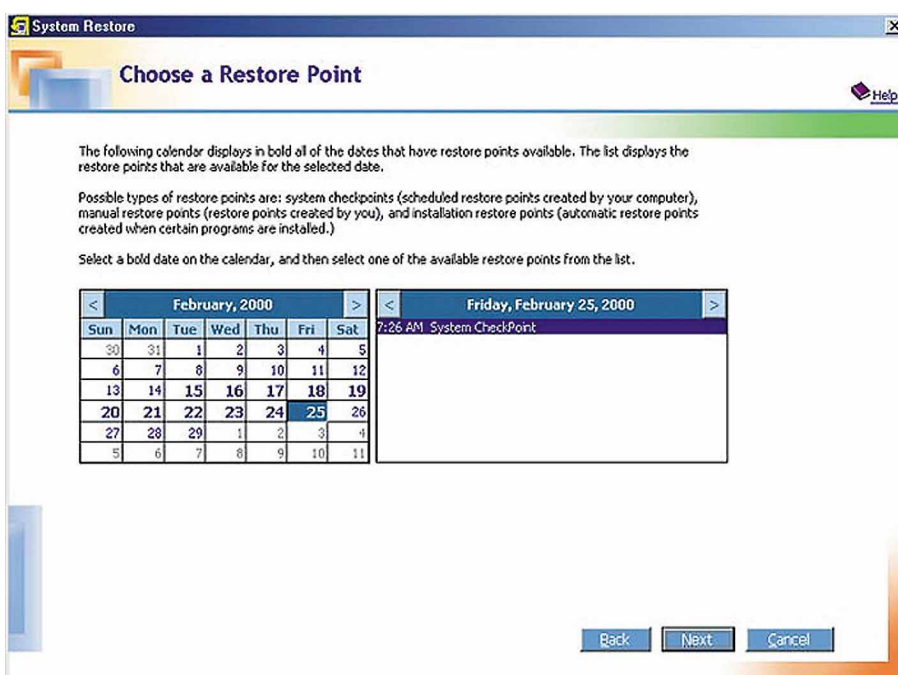 System Restore
Choose a Restore Point
Help
The following calendar displays in bold all of the dates that have restore points available. The list displays the
restore points that are available for the selected date.
Possible types of restore points are: system checkpoints (scheduled restore points created by your computer),
manual restore points (restore points created by you), and installation restore points (automatic restore points
created when certain programs are installed.)
Select a bold date on the calendar, and then select one of the available restore points from the list.
< February, 2000 >
Sun Mon Tue Wed Thu Fri Sat
30 31 1 2 3 4 5
6 7 8 9 10 11 12
13 14 15 16 17 18 19
20 21 22 23 24 25 26
27 28 29 1 2 3 4
5 6 7 8 9 10 11
< Friday, February 25, 2000 >
7:26 AM System CheckPoint
Back Next Cancel